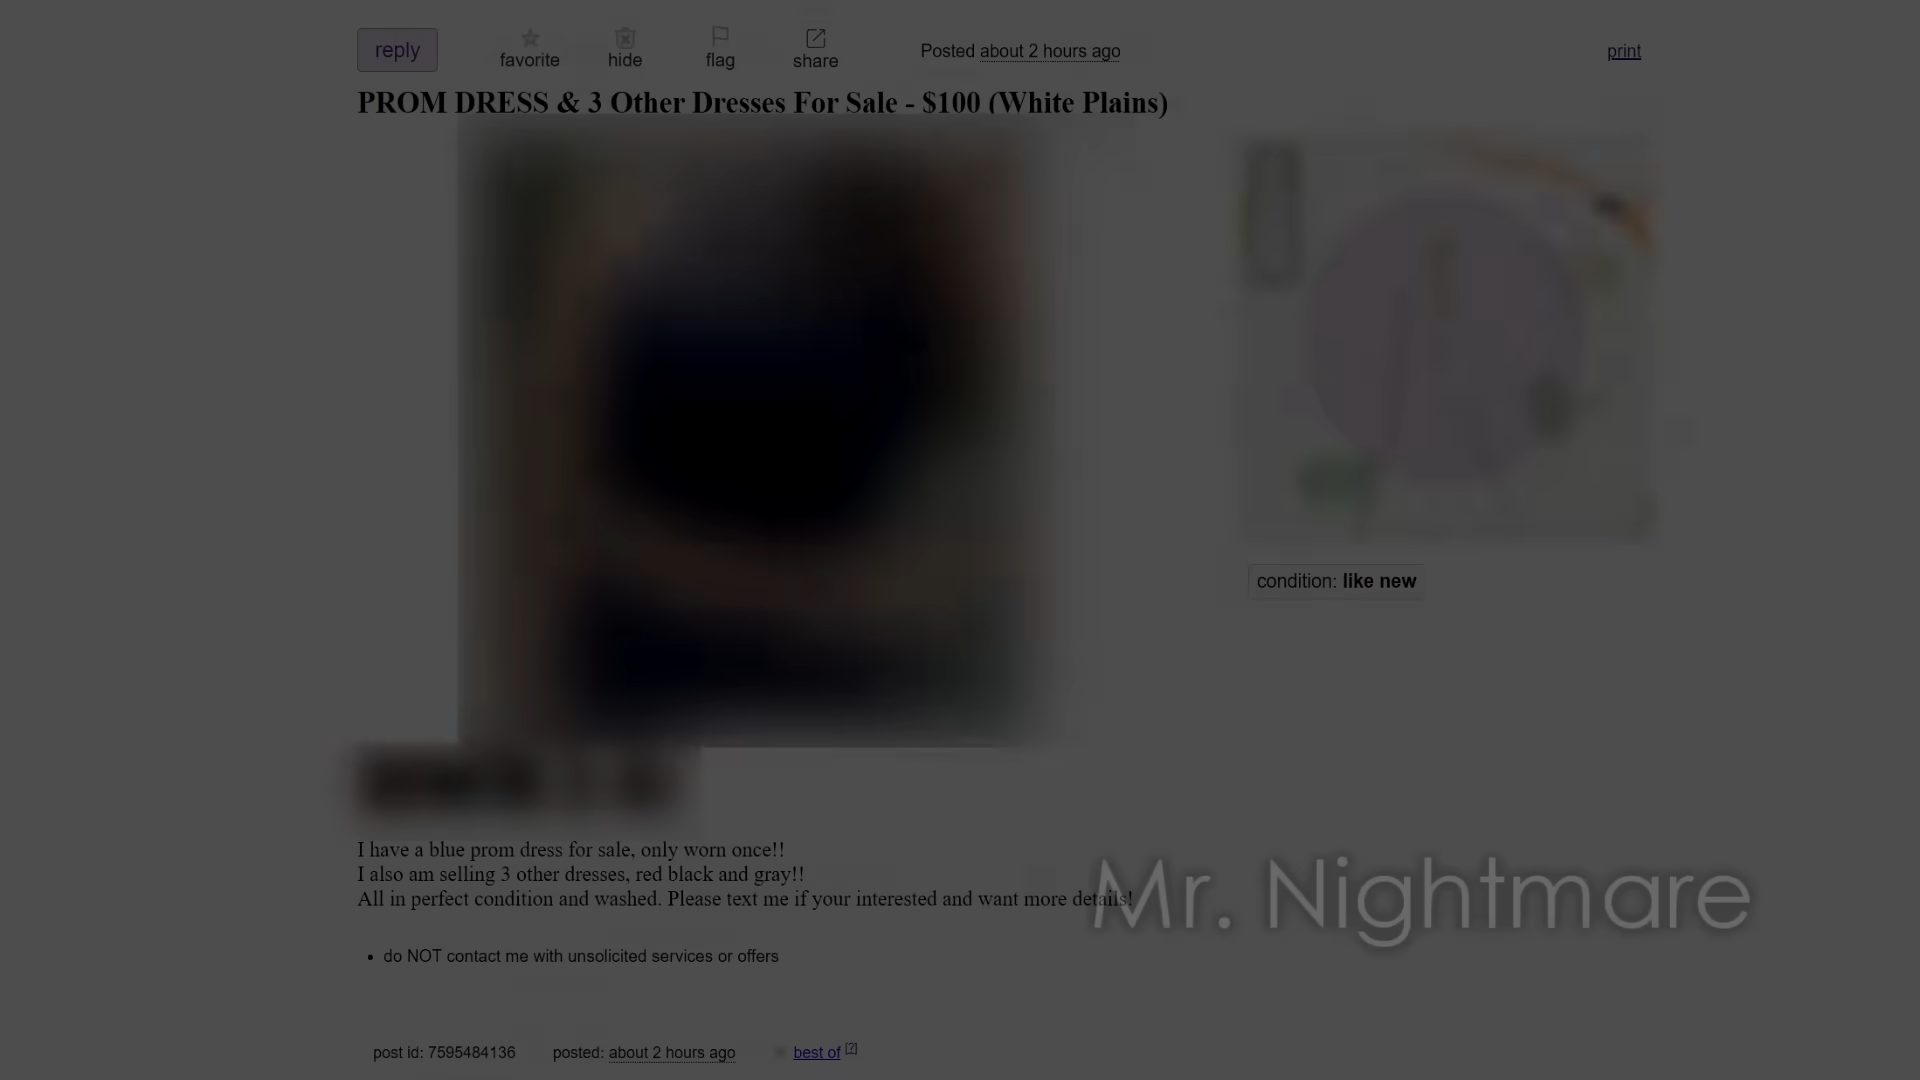 reply
favorite
hide
flag
share
Posted about 2 hours ago
print
PROM DRESS & 3 Other Dresses For Sale - $100 (White Plains)
condition: like new
I have a blue prom dress for sale, only worn once!!
I also am selling 3 other dresses, red black and gray!!
All in perfect condition and washed. Please text me if your interested and want more details!
Mr. Nightmare
do NOT contact me with unsolicited services or offers
post id: 7595484136
posted: about 2 hours ago
best of [?]